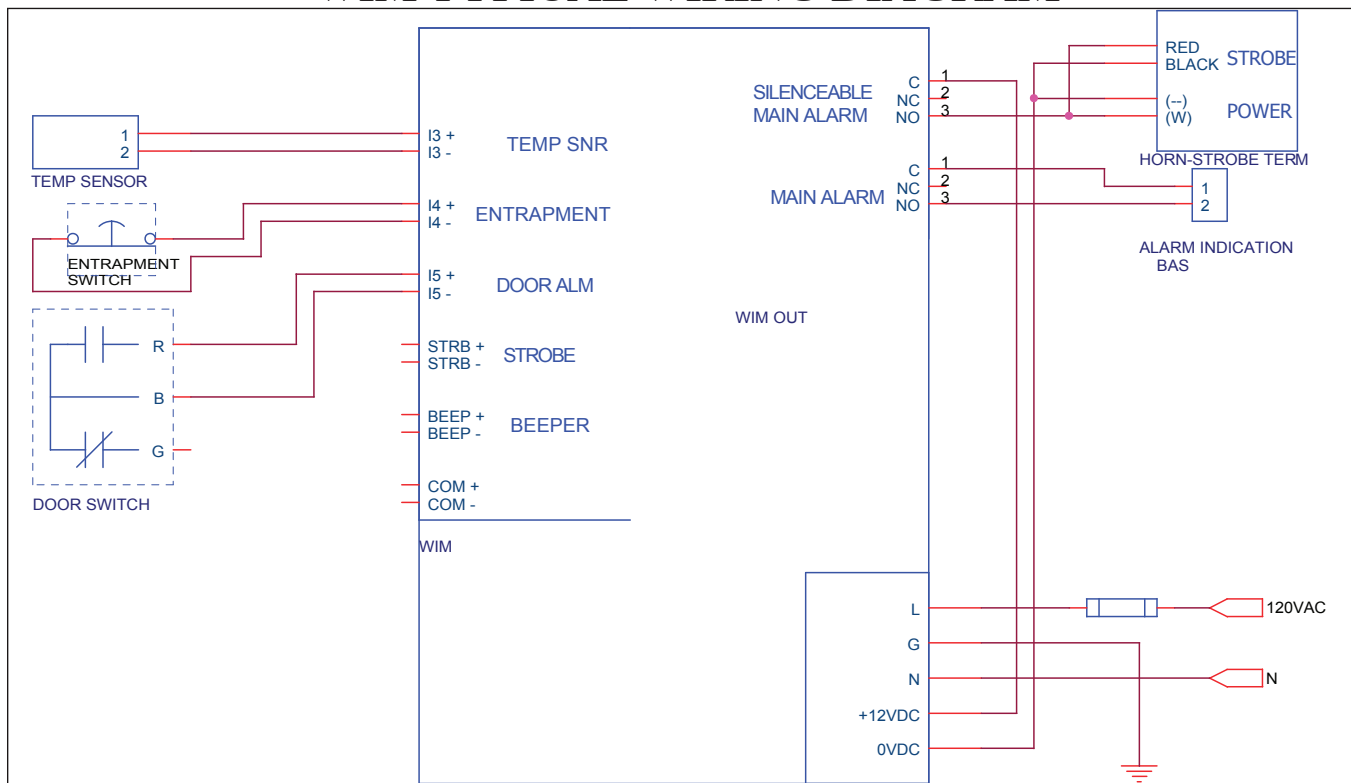 1
2
TEMP SENSOR
ENTRAPMENT
SWITCH
R
B
G
DOOR SWITCH
I3 +
I3 -
TEMP SNR
I4 +
I4 -
ENTRAPMENT
I5 +
I5 -
DOOR ALM
STRB +
STRB -
STROBE
BEEP +
BEEP -
BEEPER
COM +
COM -
WIM
WIM OUT
SILENCEABLE
MAIN ALARM
C 1
NC 2
NO 3
MAIN ALARM
C 1
NC 2
NO 3
RED
BLACK
STROBE
(--)
(W)
POWER
HORN-STROBE TERM
1
2
ALARM INDICATION
BAS
L
G
N
+12VDC
0VDC
120VAC
N